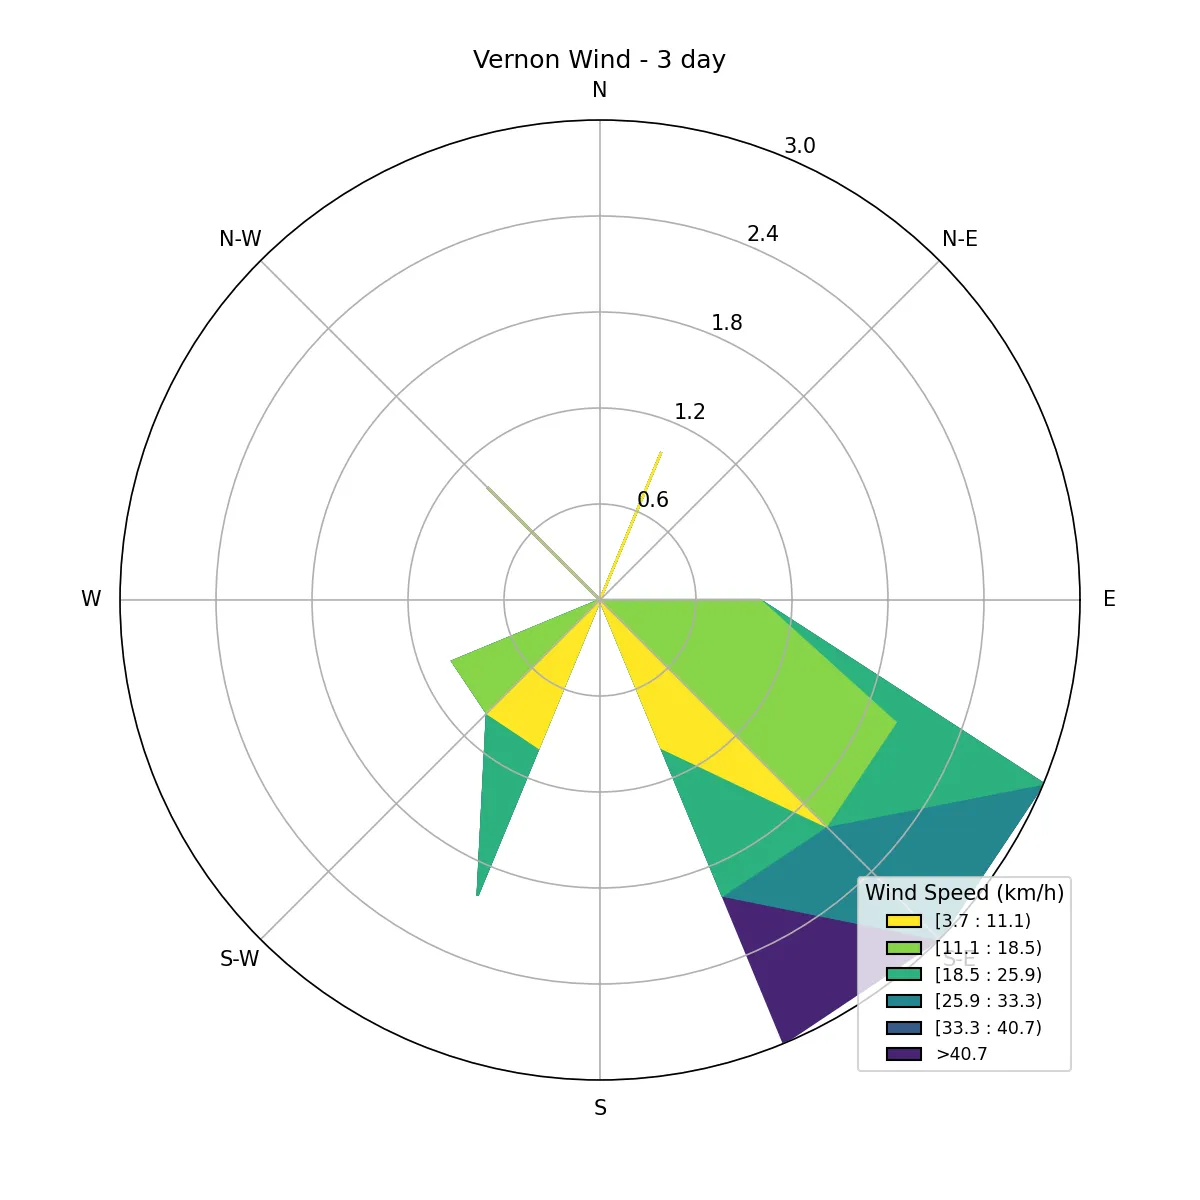 Vernon Wind - 3 day
N
3.0
N-W
N-E
2.4
1.8
1.2
0.6
W
E
Wind Speed (km/h)
[3.7 : 11.1)
[11.1 : 18.5)
S-W
S-E
[18.5 : 25.9)
[25.9 : 33.3)
[33.3 : 40.7)
>40.7
S